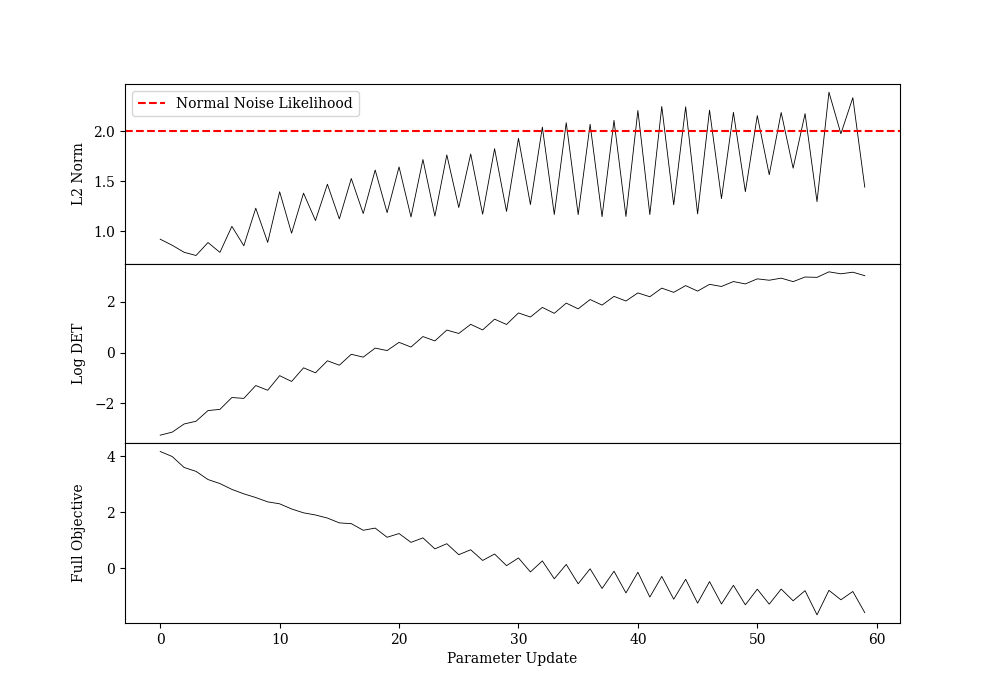 Normal Noise Likelihood
2.0
1.5
1.0
L2 Norm
2
0
−2
Log DET
4
2
0
Full Objective
0 10 20 30 40 50 60
Parameter Update